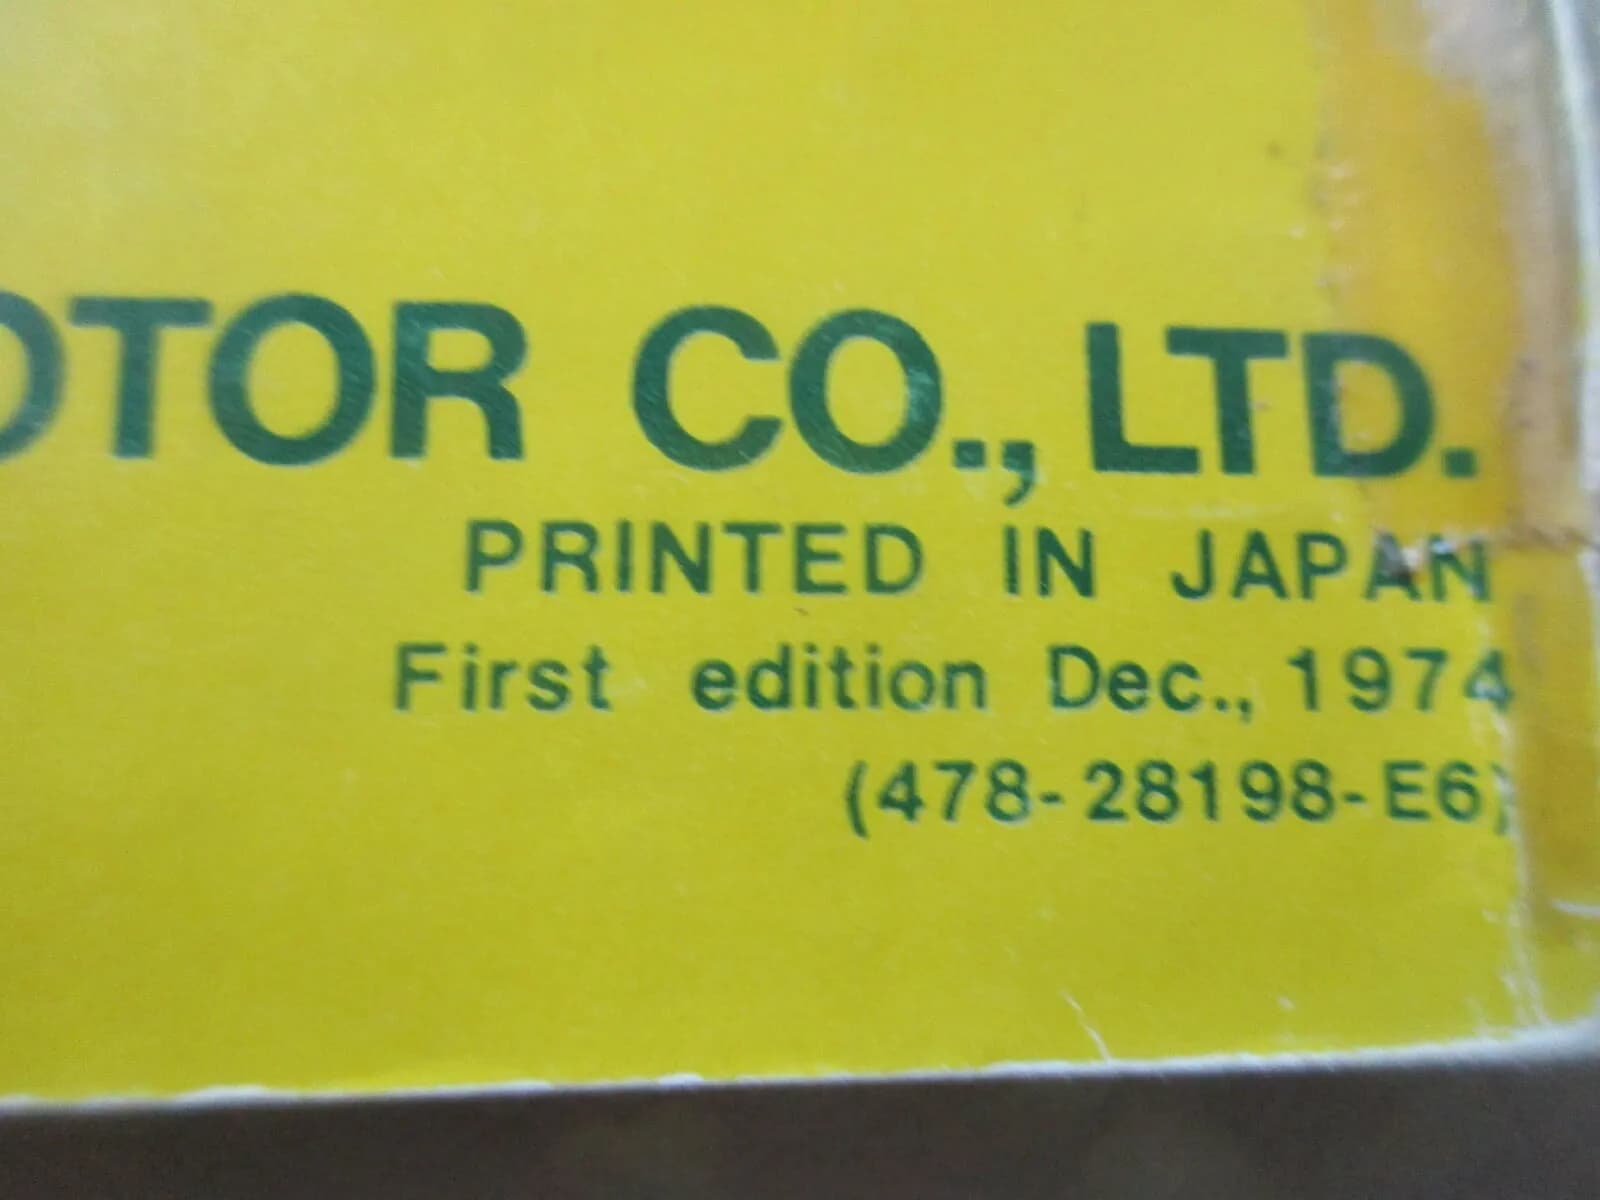 OTOR CO., LTD.
PRINTED IN JAPAN
First edition Dec., 1974
(478-28198-E6)